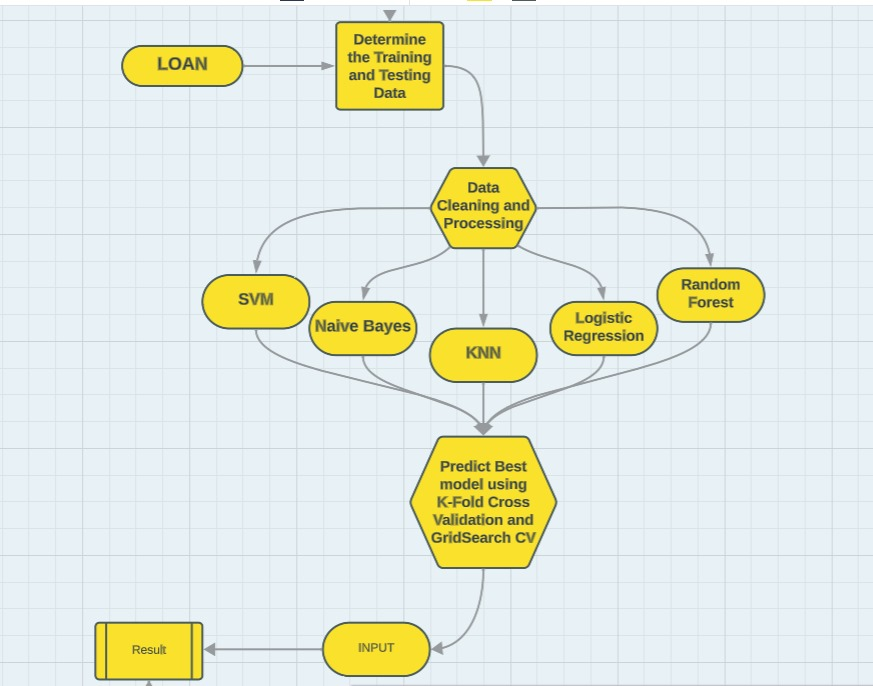 LOAN
Determine
the Training
and Testing
Data
Data
Cleaning and
Processing
SVM
Naive Bayes
KNN
Logistic
Regression
Random
Forest
Predict Best
model using
K-Fold Cross
Validation and
GridSearch CV
INPUT
Result